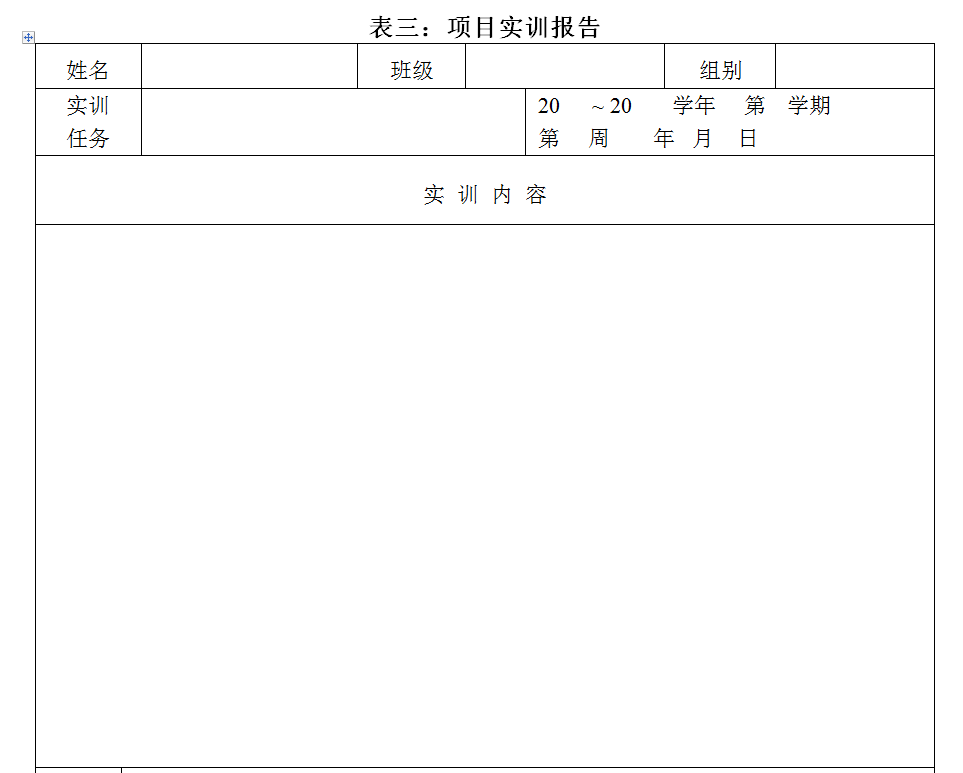 表三：项目实训报告
姓名 班级 组别
实训
任务
20 ~ 20 学年 第 学期
第 周 年 月 日
实 训 内 容